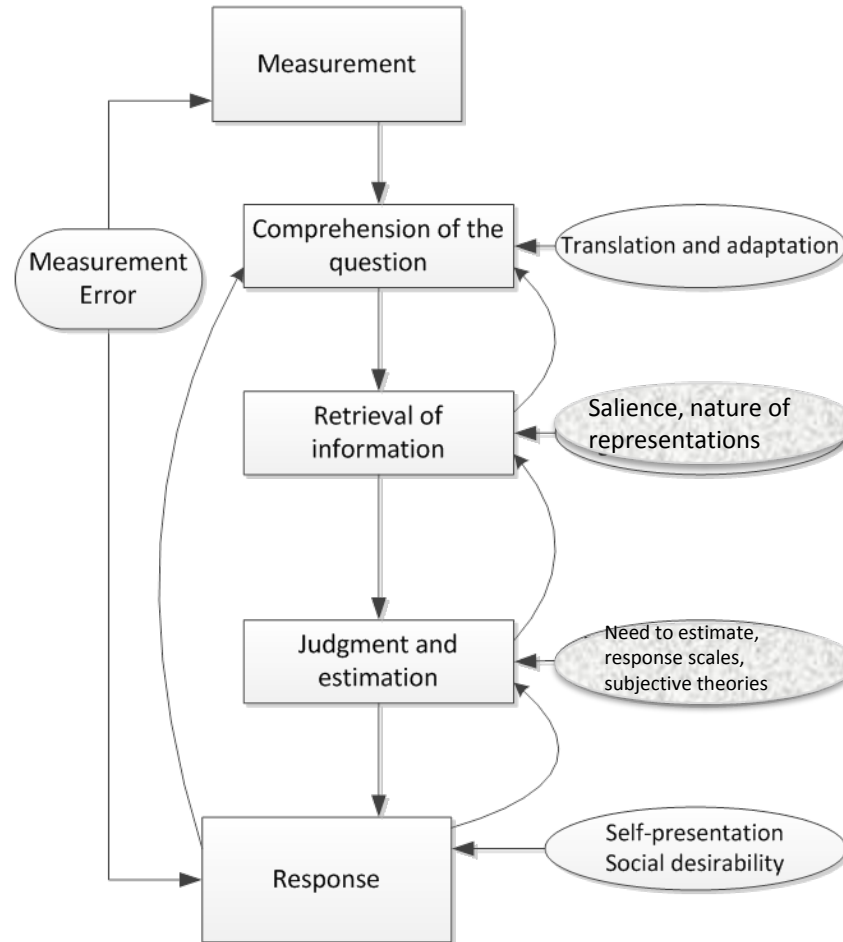 Measurement
Comprehension of the
question
Translation and adaptation
Measurement
Error
Retrieval of
information
Salience, nature of
representations
Judgment and
estimation
Need to estimate,
response scales,
subjective theories
Response
Self-presentation
Social desirability